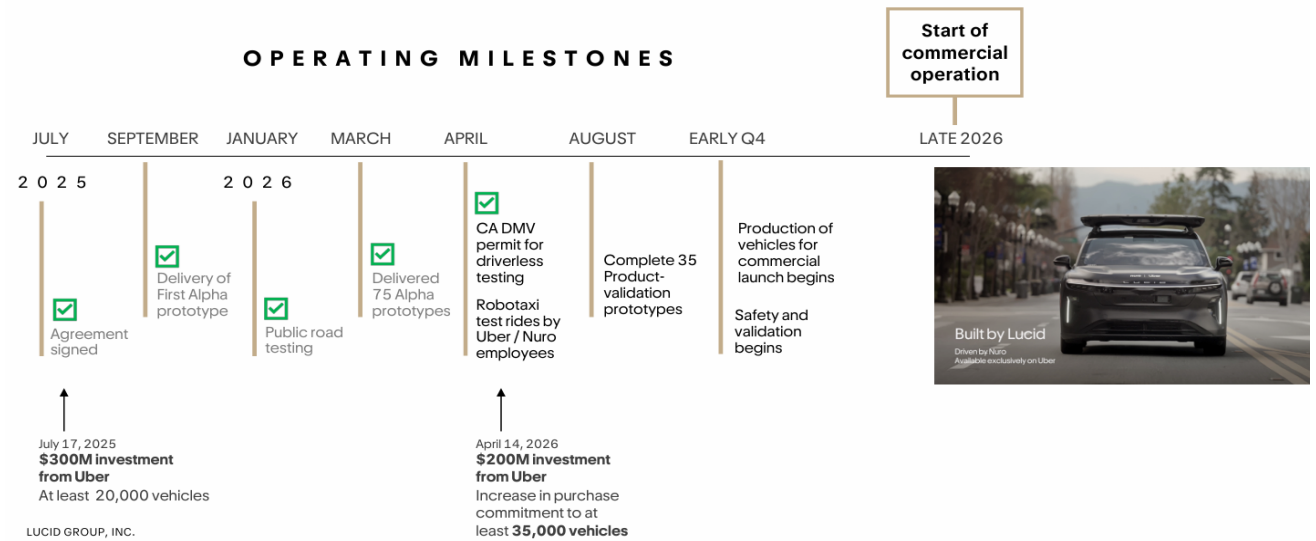 OPERATING MILESTONES
Start of
commercial
operation
JULY
SEPTEMBER
JANUARY
MARCH
APRIL
AUGUST
EARLY Q4
LATE 2026
2025
2026
Agreement
signed
Delivery of
First Alpha
prototype
Public road
testing
Delivered
75 Alpha
prototypes
CA DMV
permit for
driverless
testing
Robotaxi
test rides by
Uber / Nuro
employees
Complete 35
Product-
validation
prototypes
Production of
vehicles for
commercial
launch begins
Safety and
validation
begins
Built by Lucid
Driven by Nuro
Available exclusively on Uber
July 17, 2025
$300M investment
from Uber
At least 20,000 vehicles
April 14, 2026
$200M investment
from Uber
Increase in purchase
commitment to at
least 35,000 vehicles
LUCID GROUP, INC.